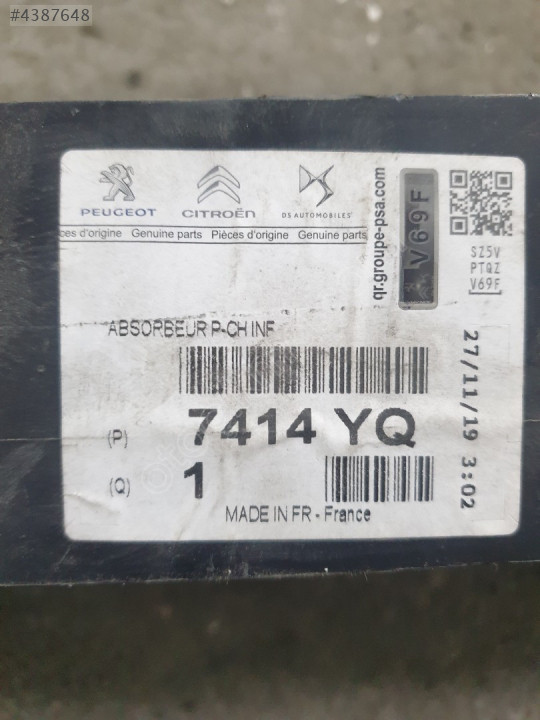 #4387648
PEUGEOT CITROËN DS AUTOMOBILES
ces d'origine Genuine parts Pièces d'origine Genuine parts
qr.groupe-psa.com
V69F
SZ5V
PTQZ
V69F
ABSORBEUR P-CH INF
27/11/19 3:02
(P) 7414 YQ
(Q) 1
MADE IN FR - France